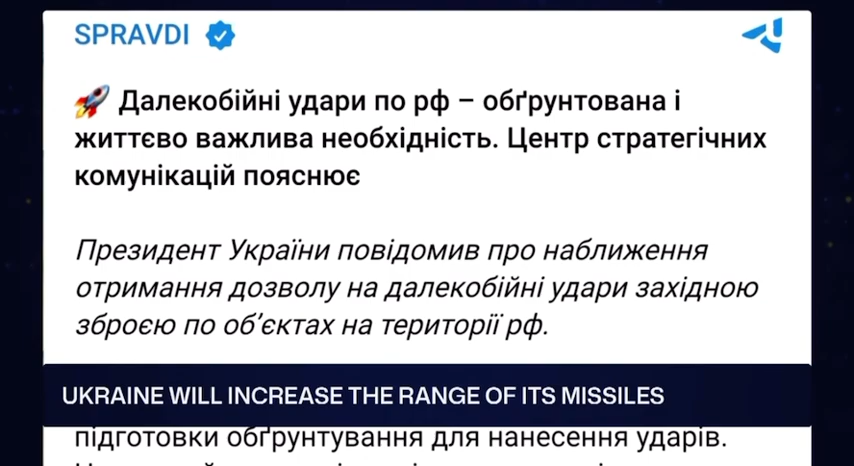 SPRAVDI
🚀 Далекобійні удари по рф – обґрунтована і
життєво важлива необхідність. Центр стратегічних
комунікацій пояснює
Президент України повідомив про наближення
отримання дозволу на далекобійні удари західною
зброєю по об’єктах на території рф.
UKRAINE WILL INCREASE THE RANGE OF ITS MISSILES
підготовки обґрунтування для нанесення ударів.